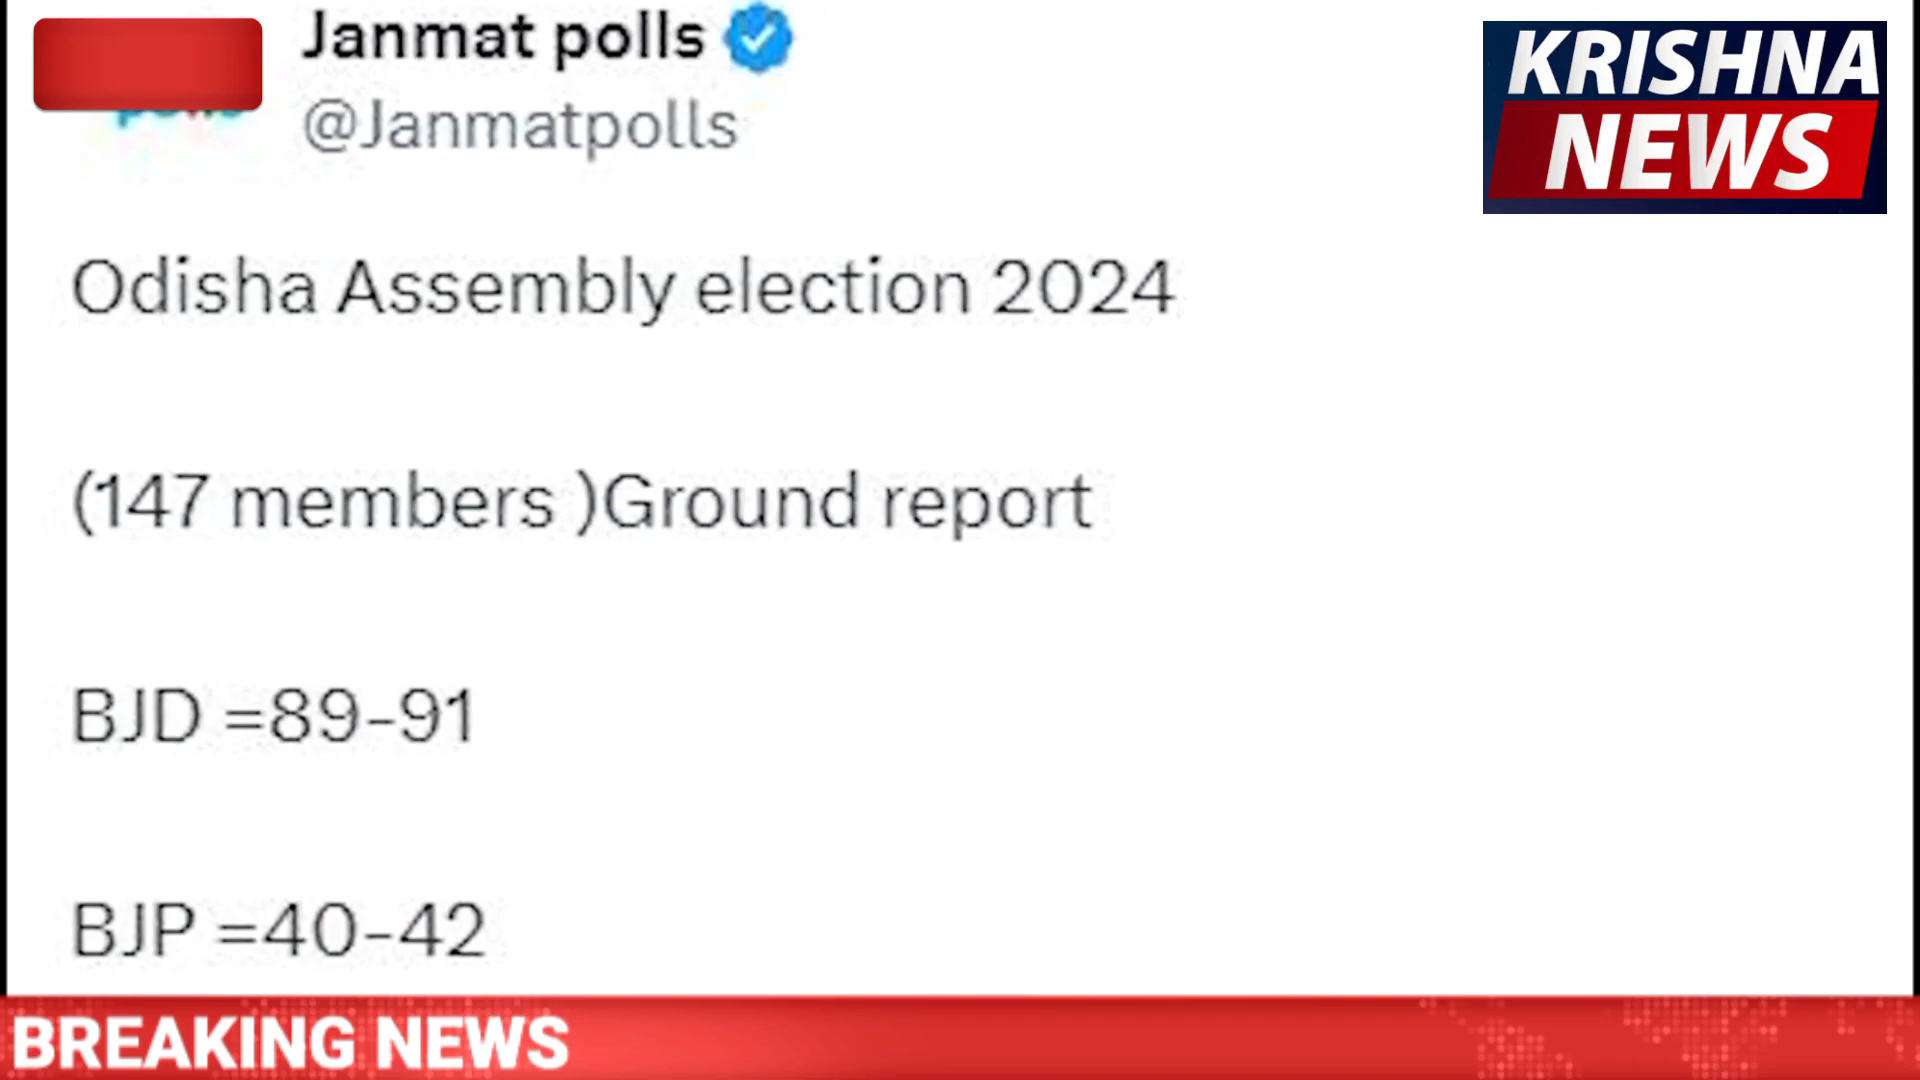 Janmat polls
@Janmatpolls
KRISHNA
NEWS
Odisha Assembly election 2024
(147 members )Ground report
BJD =89-91
BJP =40-42
BREAKING NEWS